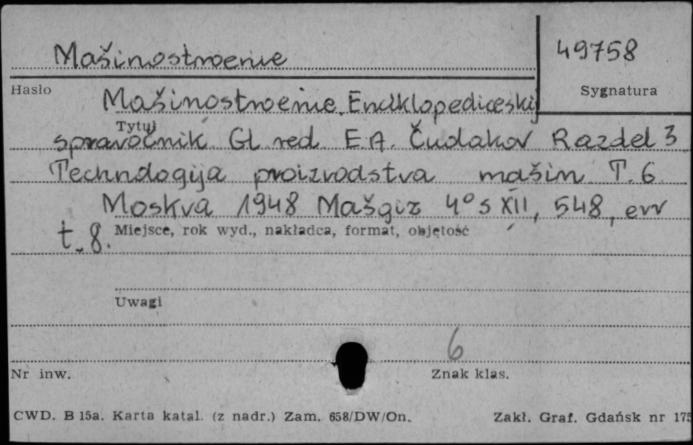 Mašinostroenie
49758
Hasło
Sygnatura
Mašinostroenie. Enciklopedičeskij
Tytuł
spravočnik. Gl. red. E.A. Čudakov Razdel 3
Technologija proizvodstva mašin T. 6
Moskva 1948 Mašgiz 4° s XII, 548, err
t. 8. Miejsce, rok wyd., nakładca, format, objętość
Uwagi
6
Nr inw.
Znak klas.
CWD. B 15a. Karta katal. (z nadr.) Zam. 658/DW/On. Zakł. Graf. Gdańsk nr 175